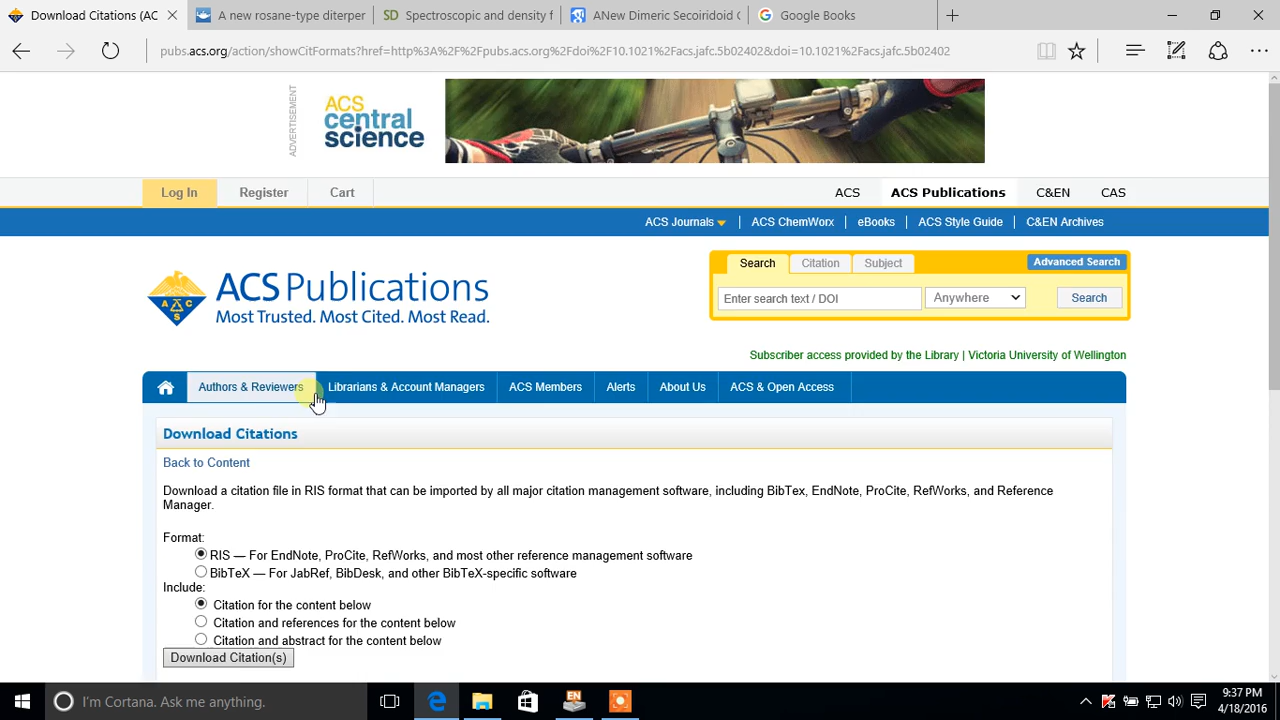 Download Citations (AC
A new rosane-type diterper
SD Spectroscopic and density f
ANew Dimeric Secoiridoid C
Google Books
pubs.acs.org/action/showCitFormats?href=http%3A%2F%2Fpubs.acs.org%2Fdoi%2F10.1021%2Facs.jafc.5b02402&doi=10.1021%2Facs.jafc.5b02402
ADVERTISEMENT
ACS
central
science
Log In
Register
Cart
ACS
ACS Publications
C&EN
CAS
ACS Journals
ACS ChemWorx
eBooks
ACS Style Guide
C&EN Archives
Search
Citation
Subject
Advanced Search
Enter search text / DOI
Anywhere
Search
A C S
ACS Publications
Most Trusted. Most Cited. Most Read.
Subscriber access provided by the Library | Victoria University of Wellington
Authors & Reviewers
Librarians & Account Managers
ACS Members
Alerts
About Us
ACS & Open Access
Download Citations
Back to Content
Download a citation file in RIS format that can be imported by all major citation management software, including BibTex, EndNote, ProCite, RefWorks, and Reference
Manager.
Format:
RIS — For EndNote, ProCite, RefWorks, and most other reference management software
BibTeX — For JabRef, BibDesk, and other BibTeX-specific software
Include:
Citation for the content below
Citation and references for the content below
Citation and abstract for the content below
Download Citation(s)
I'm Cortana. Ask me anything.
EN
9:37 PM
4/18/2016